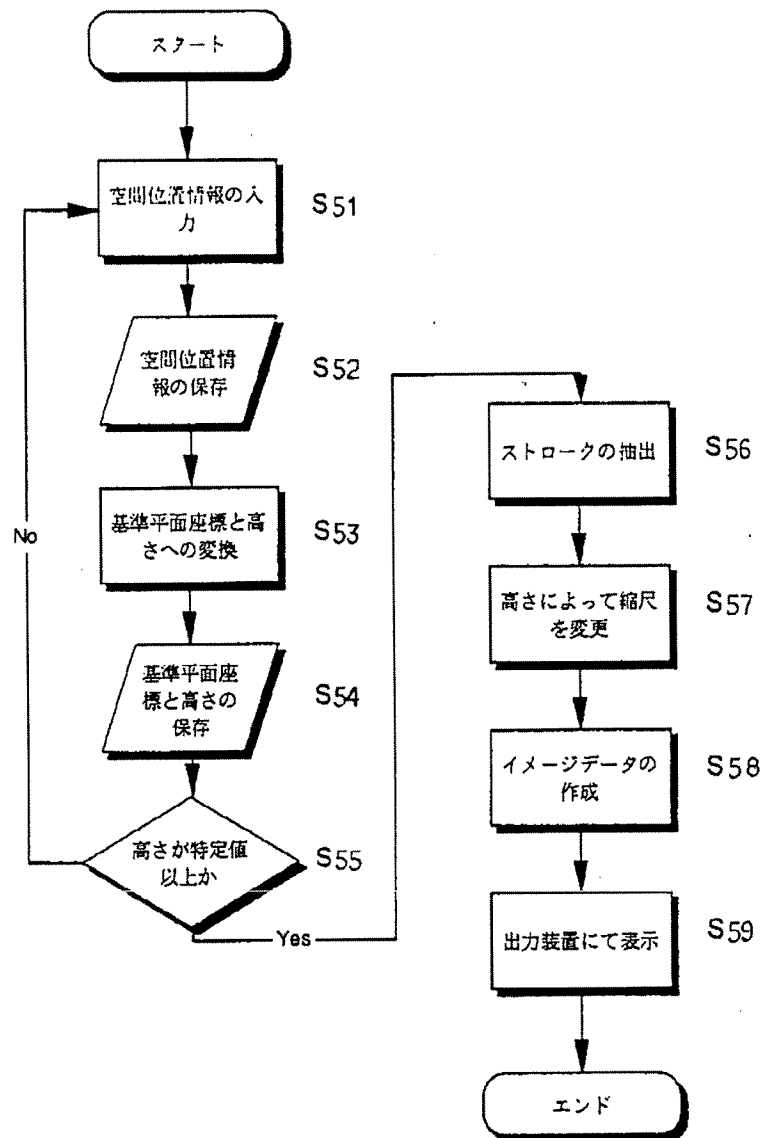 スタート
空間位置情報の入
力
S51
空間位置情
報の保存
S52
基準平面座標と高
さへの変換
S53
No
基準平面座
標と高さの
保存
S54
高さが特定値
以上か
S55
Yes
ストロークの抽出
S56
高さによって縮尺
を変更
S57
イメージデータの
作成
S58
出力装置にて表示
S59
エンド